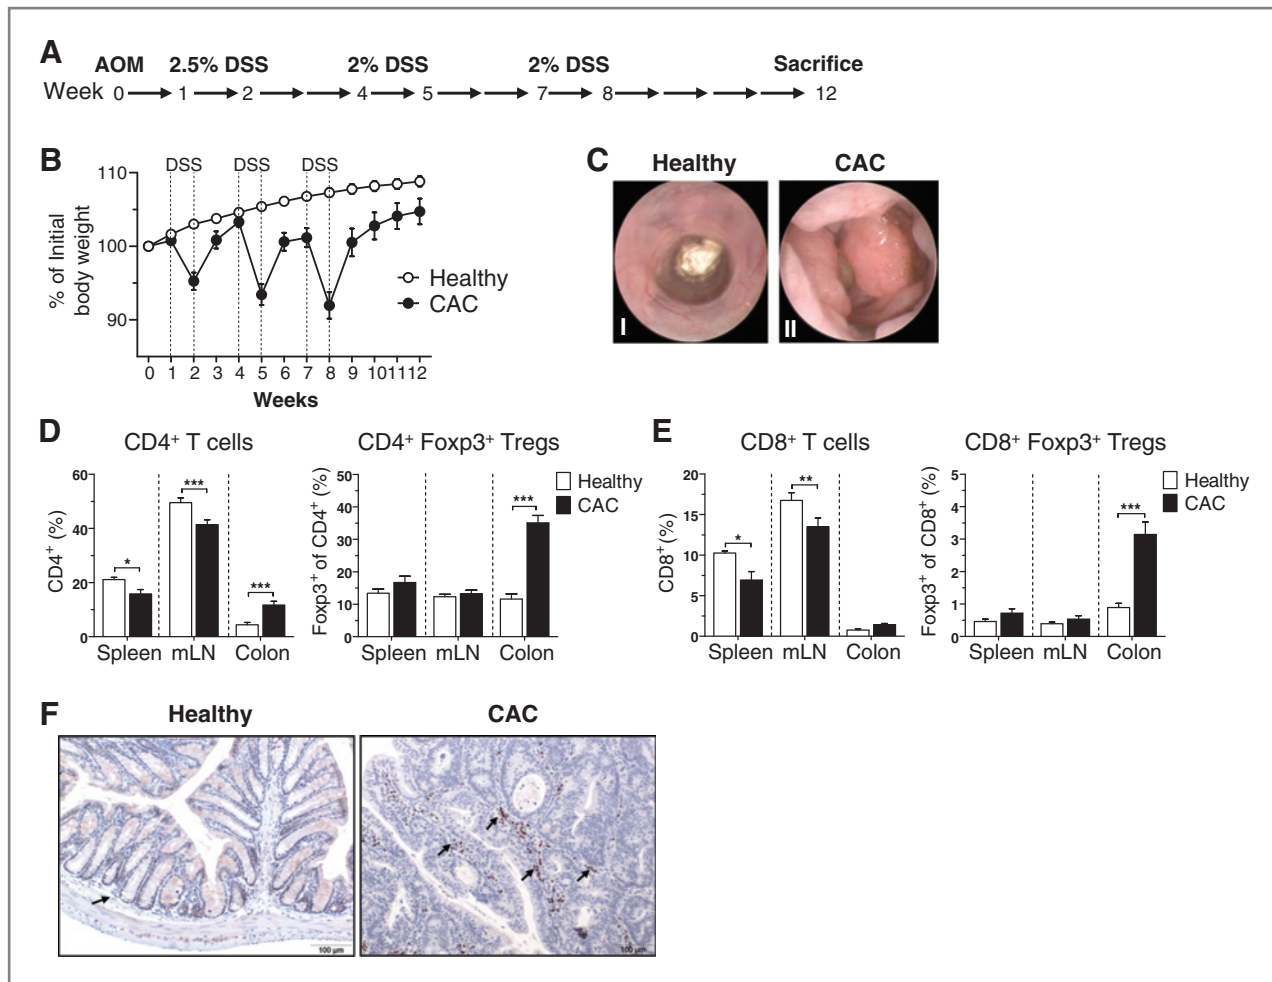 A
AOM 2.5% DSS 2% DSS 2% DSS Sacrifice
Week 0 1 2 4 5 7 8 12
B
DSS DSS DSS
110
100
90
% of Initial
body weight
Healthy
CAC
0 1 2 3 4 5 6 7 8 9 10 11 12
Weeks
C
Healthy CAC
I II
D
CD4⁺ T cells
CD4⁺ (%)
60
40
20
0
* *** ***
Spleen mLN Colon
CD4⁺ Foxp3⁺ Tregs
Foxp3⁺ of CD4⁺ (%)
50
40
30
20
10
0
***
Spleen mLN Colon
Healthy
CAC
E
CD8⁺ T cells
CD8⁺ (%)
20
15
10
5
0
* **
Spleen mLN Colon
CD8⁺ Foxp3⁺ Tregs
Foxp3⁺ of CD8⁺ (%)
5
4
3
2
1
0
***
Spleen mLN Colon
Healthy
CAC
F
Healthy CAC
100 µm 100 µm